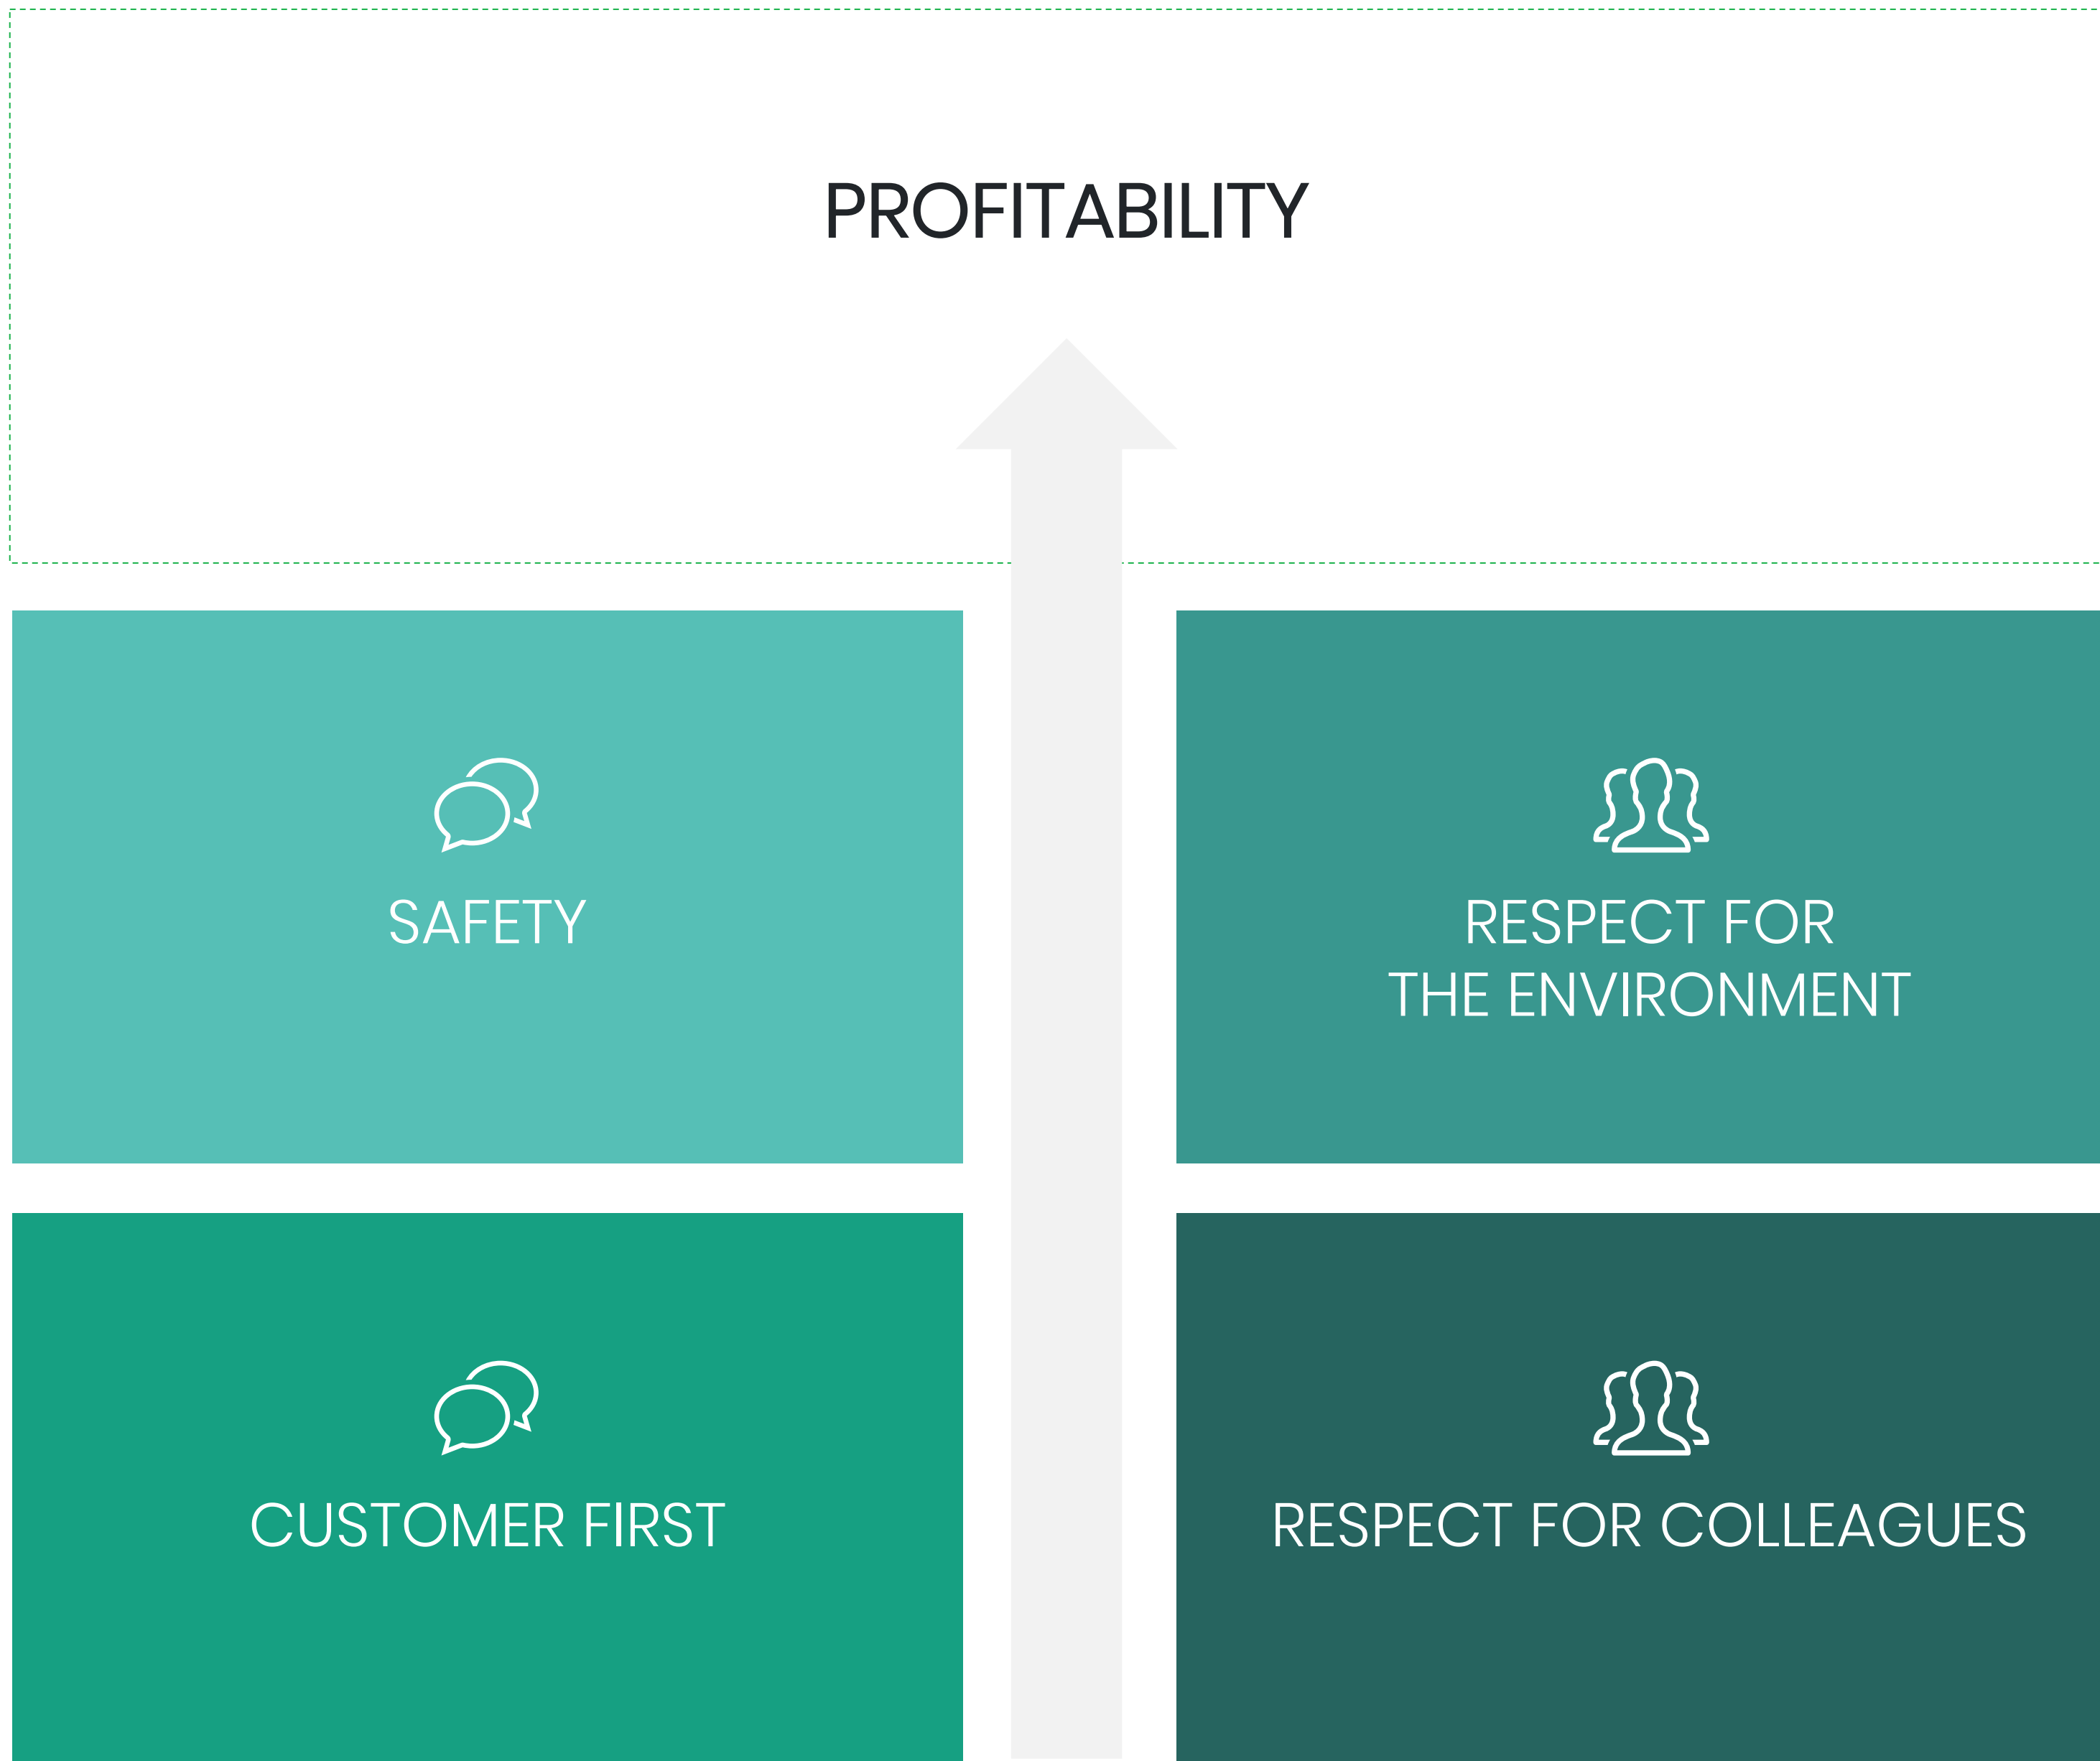 PROFITABILITY
SAFETY
RESPECT FOR
THE ENVIRONMENT
CUSTOMER FIRST
RESPECT FOR COLLEAGUES